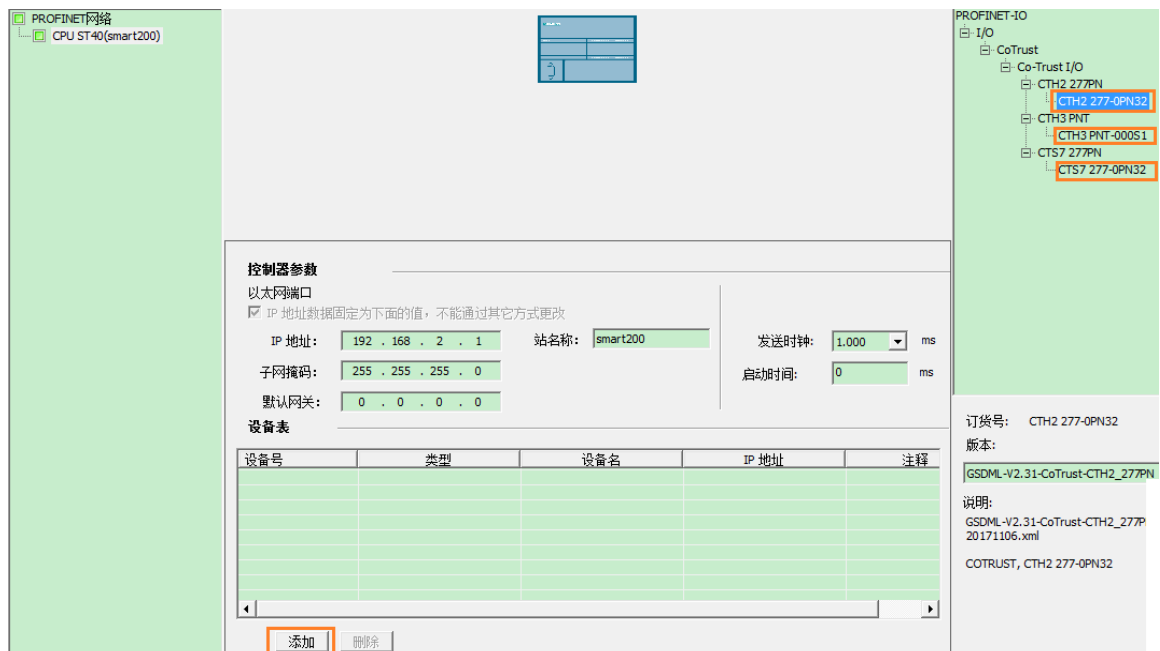 PROFINET网络
CPU ST40(smart200)
控制器参数
以太网端口
IP 地址数据固定为下面的值，不能通过其它方式更改
IP 地址： 192 . 168 . 2 . 1
子网掩码： 255 . 255 . 255 . 0
默认网关： 0 . 0 . 0 . 0
站名称： smart200
发送时钟: 1.000 ms
启动时间: 0 ms
设备表
设备号 类型 设备名 IP 地址 注释
添加 删除
PROFINET-IO
I/O
CoTrust
Co-Trust I/O
CTH2 277PN
CTH2 277-0PN32
CTH3 PNT
CTH3 PNT-000S1
CTS7 277PN
CTS7 277-0PN32
订货号: CTH2 277-0PN32
版本:
GSDML-V2.31-CoTrust-CTH2_277PN
说明:
GSDML-V2.31-CoTrust-CTH2_277P
20171106.xml
COTRUST, CTH2 277-0PN32